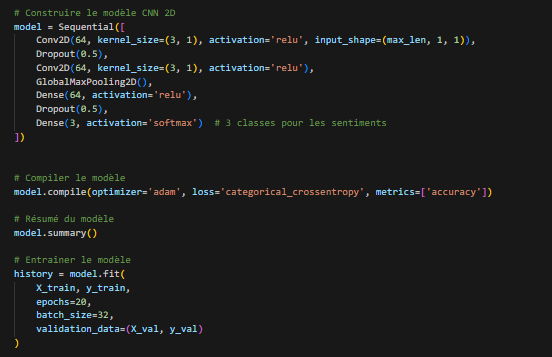 # Construire le modèle CNN 2D
model = Sequential([
    Conv2D(64, kernel_size=(3, 1), activation='relu', input_shape=(max_len, 1, 1)),
    Dropout(0.5),
    Conv2D(64, kernel_size=(3, 1), activation='relu'),
    GlobalMaxPooling2D(),
    Dense(64, activation='relu'),
    Dropout(0.5),
    Dense(3, activation='softmax')  # 3 classes pour les sentiments
])
# Compiler le modèle
model.compile(optimizer='adam', loss='categorical_crossentropy', metrics=['accuracy'])
# Résumé du modèle
model.summary()
# Entraîner le modèle
history = model.fit(
    X_train, y_train,
    epochs=20,
    batch_size=32,
    validation_data=(X_val, y_val)
)